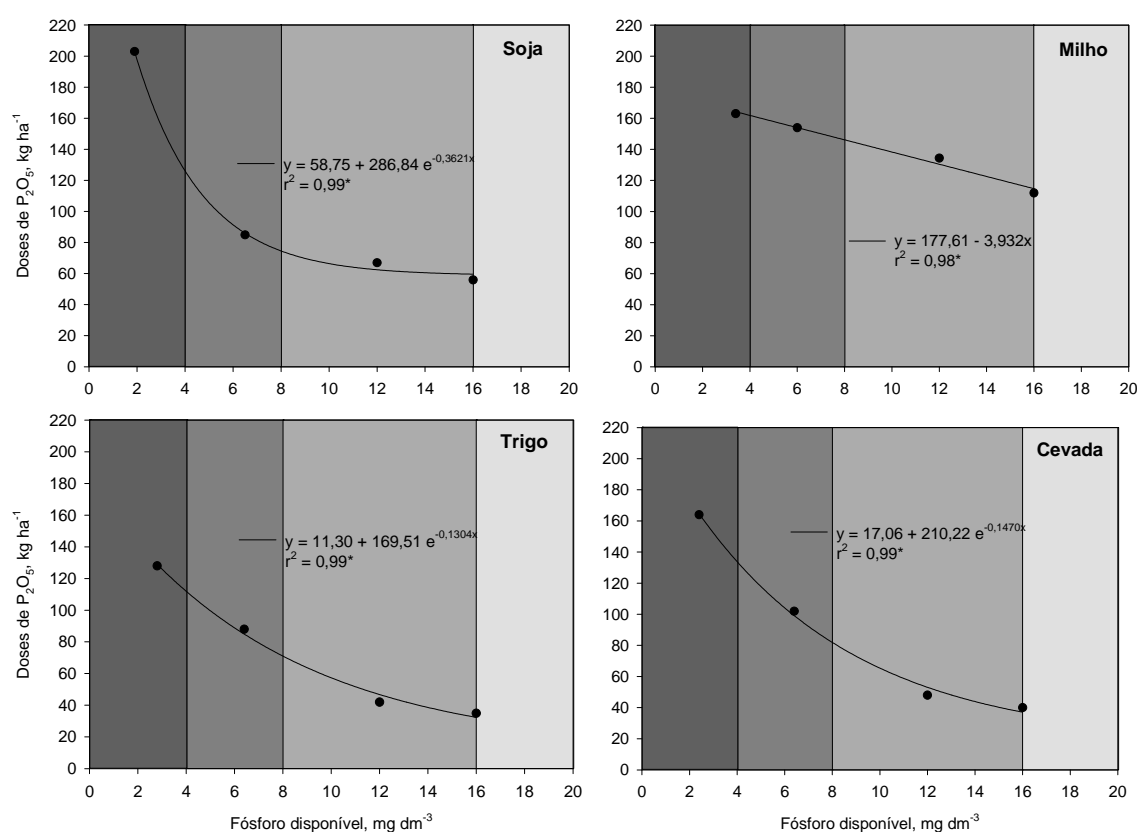 Soja
Doses de P₂O₅, kg ha⁻¹
220
200
180
160
140
120
100
80
60
40
20
0
y = 58,75 + 286,84 e⁻⁰,³⁶²¹ˣ
r² = 0,99*
0 2 4 6 8 10 12 14 16 18 20
Milho
220
200
180
160
140
120
100
80
60
40
20
0
y = 177,61 - 3,932x
r² = 0,98*
0 2 4 6 8 10 12 14 16 18 20
Trigo
Doses de P₂O₅, kg ha⁻¹
220
200
180
160
140
120
100
80
60
40
20
0
y = 11,30 + 169,51 e⁻⁰,¹³⁰⁴ˣ
r² = 0,99*
0 2 4 6 8 10 12 14 16 18 20
Fósforo disponível, mg dm⁻³
Cevada
220
200
180
160
140
120
100
80
60
40
20
0
y = 17,06 + 210,22 e⁻⁰,¹⁴⁷⁰ˣ
r² = 0,99*
0 2 4 6 8 10 12 14 16 18 20
Fósforo disponível, mg dm⁻³